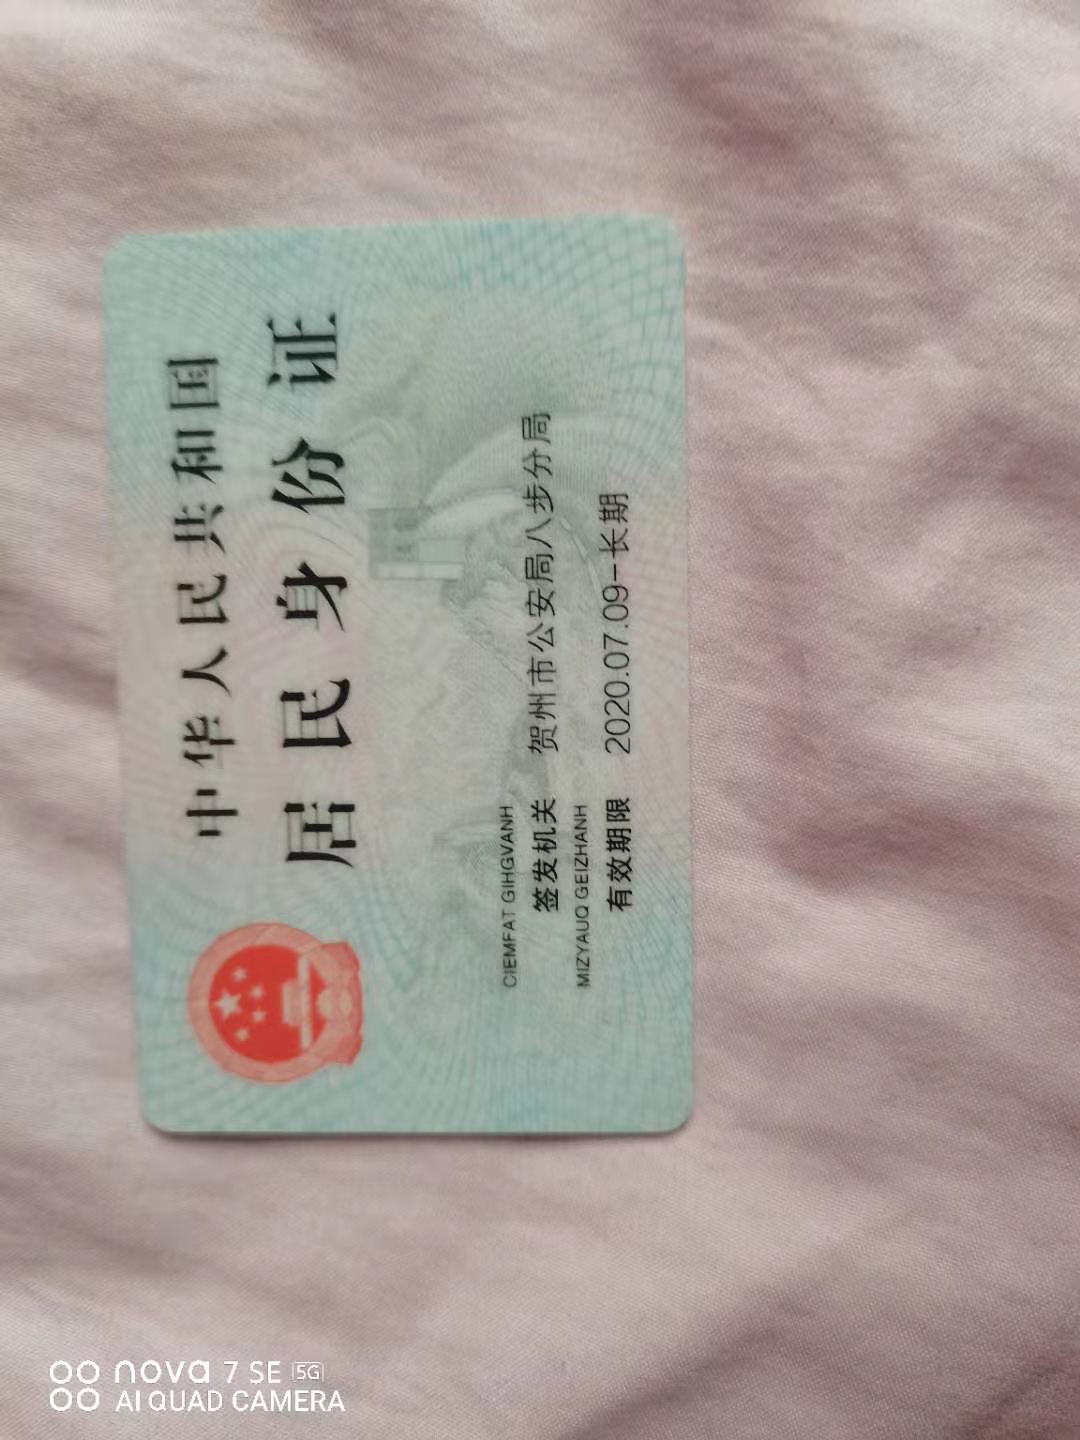 中华人民共和国
居民身份证
CIEMFAT GIHGVANH
签发机关 贺州市公安局八步分局
MIZYAUQ GEIZHANH
有效期限 2020.07.09-长期
nova 7 SE 5G
AI QUAD CAMERA